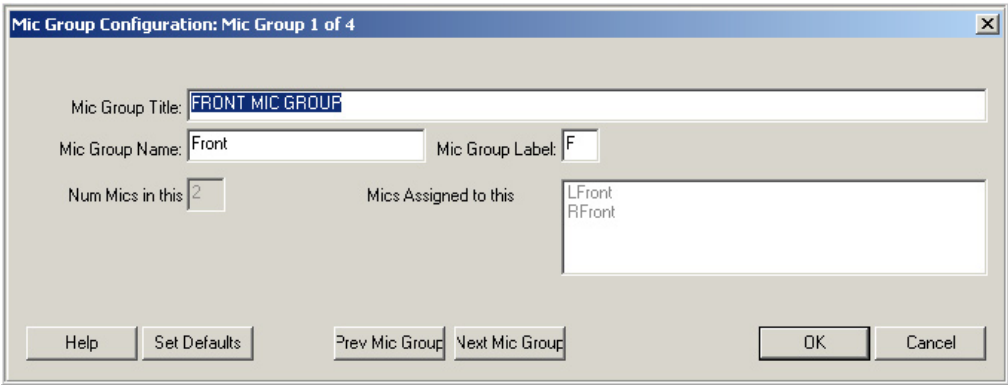 Mic Group Configuration: Mic Group 1 of 4
Mic Group Title: FRONT MIC GROUP
Mic Group Name: Front Mic Group Label: F
Num Mics in this 2 Mics Assigned to this LFront
RFront
Help Set Defaults Prev Mic Group Next Mic Group OK Cancel